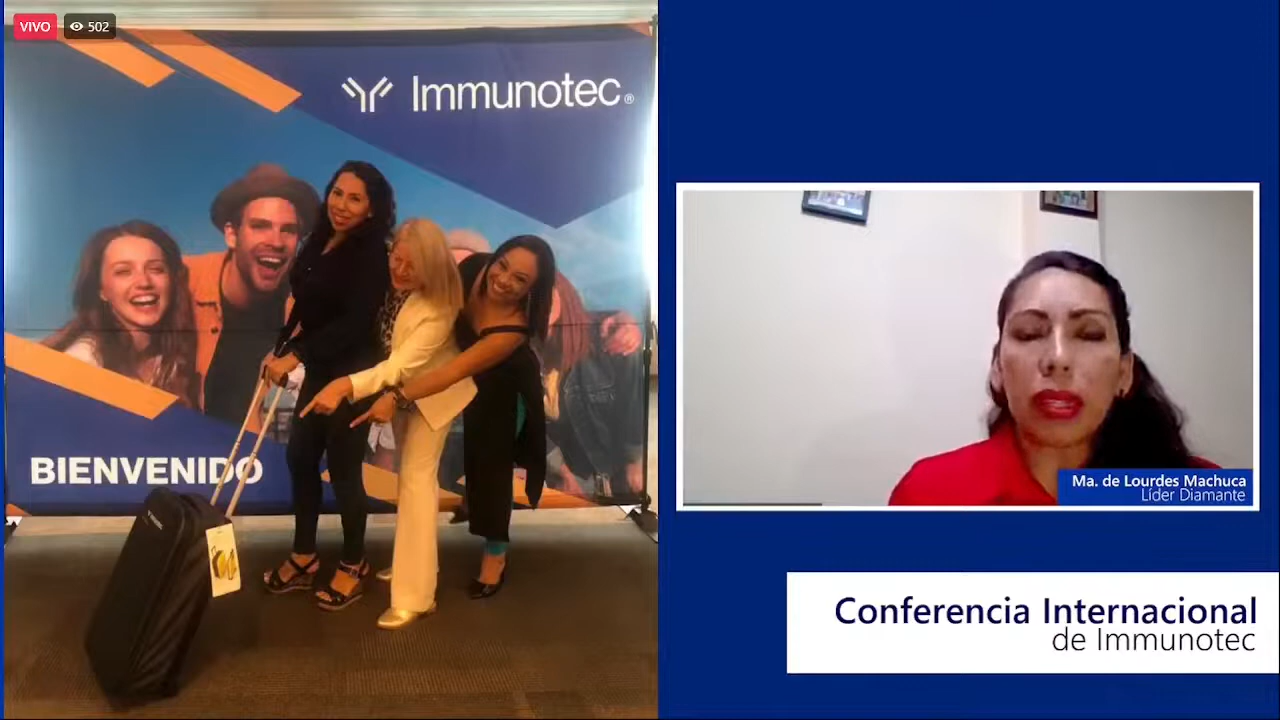 VIVO 502
Immunotec®
BIENVENIDO
Ma. de Lourdes Machuca
Líder Diamante
Conferencia Internacional
de Immunotec